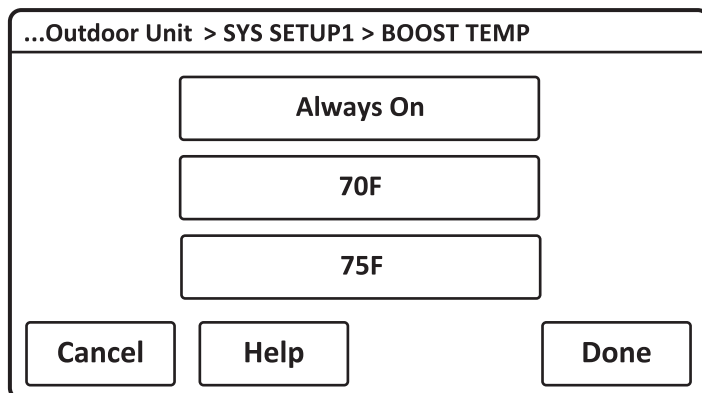 ...Outdoor Unit > SYS SETUP1 > BOOST TEMP
Always On
70F
75F
Cancel Help Done